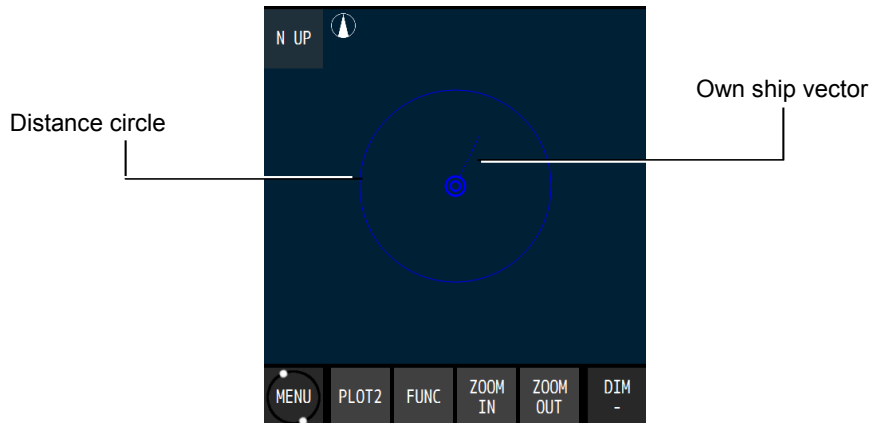 N UP
Own ship vector
Distance circle
MENU
PLOT2
FUNC
ZOOM
IN
ZOOM
OUT
DIM
-